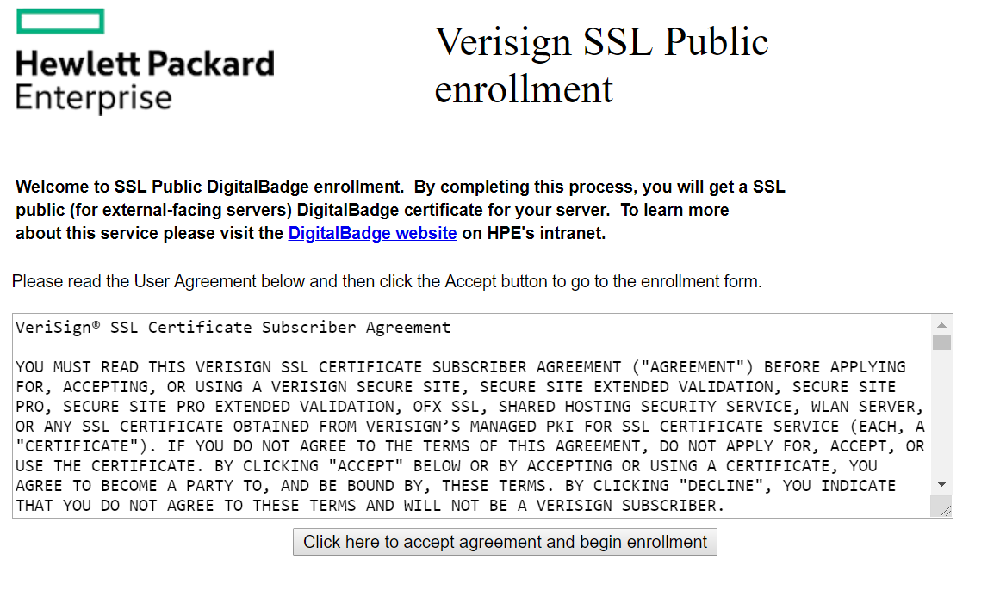 Hewlett Packard
Enterprise
Verisign SSL Public
enrollment
Welcome to SSL Public DigitalBadge enrollment.  By completing this process, you will get a SSL
public (for external-facing servers) DigitalBadge certificate for your server.  To learn more
about this service please visit the DigitalBadge website on HPE's intranet.
Please read the User Agreement below and then click the Accept button to go to the enrollment form.
VeriSign® SSL Certificate Subscriber Agreement
YOU MUST READ THIS VERISIGN SSL CERTIFICATE SUBSCRIBER AGREEMENT ("AGREEMENT") BEFORE APPLYING
FOR, ACCEPTING, OR USING A VERISIGN SECURE SITE, SECURE SITE EXTENDED VALIDATION, SECURE SITE
PRO, SECURE SITE PRO EXTENDED VALIDATION, OFX SSL, SHARED HOSTING SECURITY SERVICE, WLAN SERVER,
OR ANY SSL CERTIFICATE OBTAINED FROM VERISIGN’S MANAGED PKI FOR SSL CERTIFICATE SERVICE (EACH, A
"CERTIFICATE"). IF YOU DO NOT AGREE TO THE TERMS OF THIS AGREEMENT, DO NOT APPLY FOR, ACCEPT, OR
USE THE CERTIFICATE. BY CLICKING "ACCEPT" BELOW OR BY ACCEPTING OR USING A CERTIFICATE, YOU
AGREE TO BECOME A PARTY TO, AND BE BOUND BY, THESE TERMS. BY CLICKING "DECLINE", YOU INDICATE
THAT YOU DO NOT AGREE TO THESE TERMS AND WILL NOT BE A VERISIGN SUBSCRIBER.
Click here to accept agreement and begin enrollment